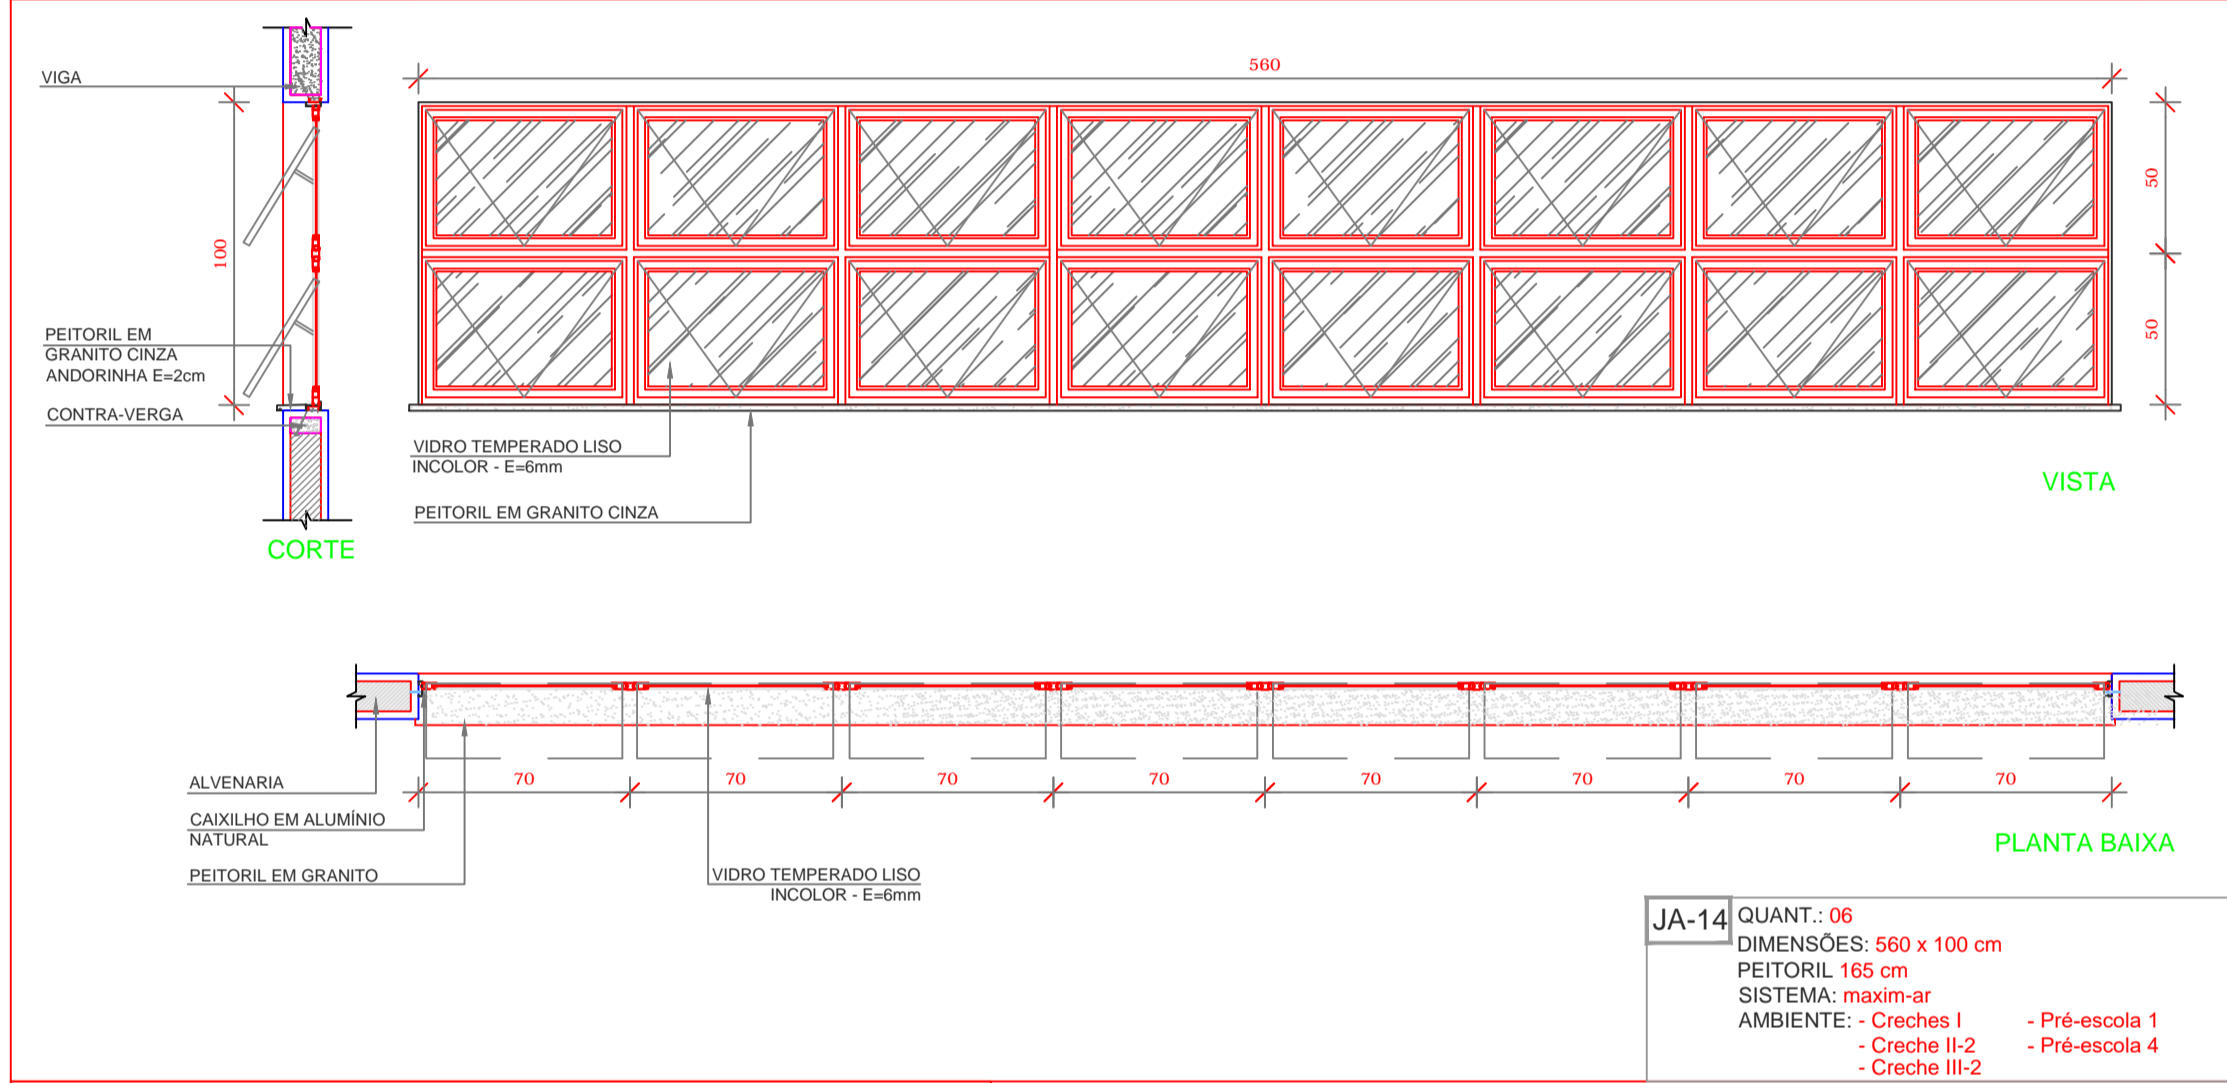 VIGA
100
PEITORIL EM
GRANITO CINZA
ANDORINHA E=2cm
CONTRA-VERGA
CORTE
560
50
50
VIDRO TEMPERADO LISO
INCOLOR - E=6mm
PEITORIL EM GRANITO CINZA
VISTA
70 70 70 70 70 70 70 70
ALVENARIA
CAIXILHO EM ALUMÍNIO
NATURAL
PEITORIL EM GRANITO
VIDRO TEMPERADO LISO
INCOLOR - E=6mm
PLANTA BAIXA
JA-14
QUANT.: 06
DIMENSÕES: 560 x 100 cm
PEITORIL 165 cm
SISTEMA: maxim-ar
AMBIENTE: - Creches I - Pré-escola 1
- Creche II-2 - Pré-escola 4
- Creche III-2